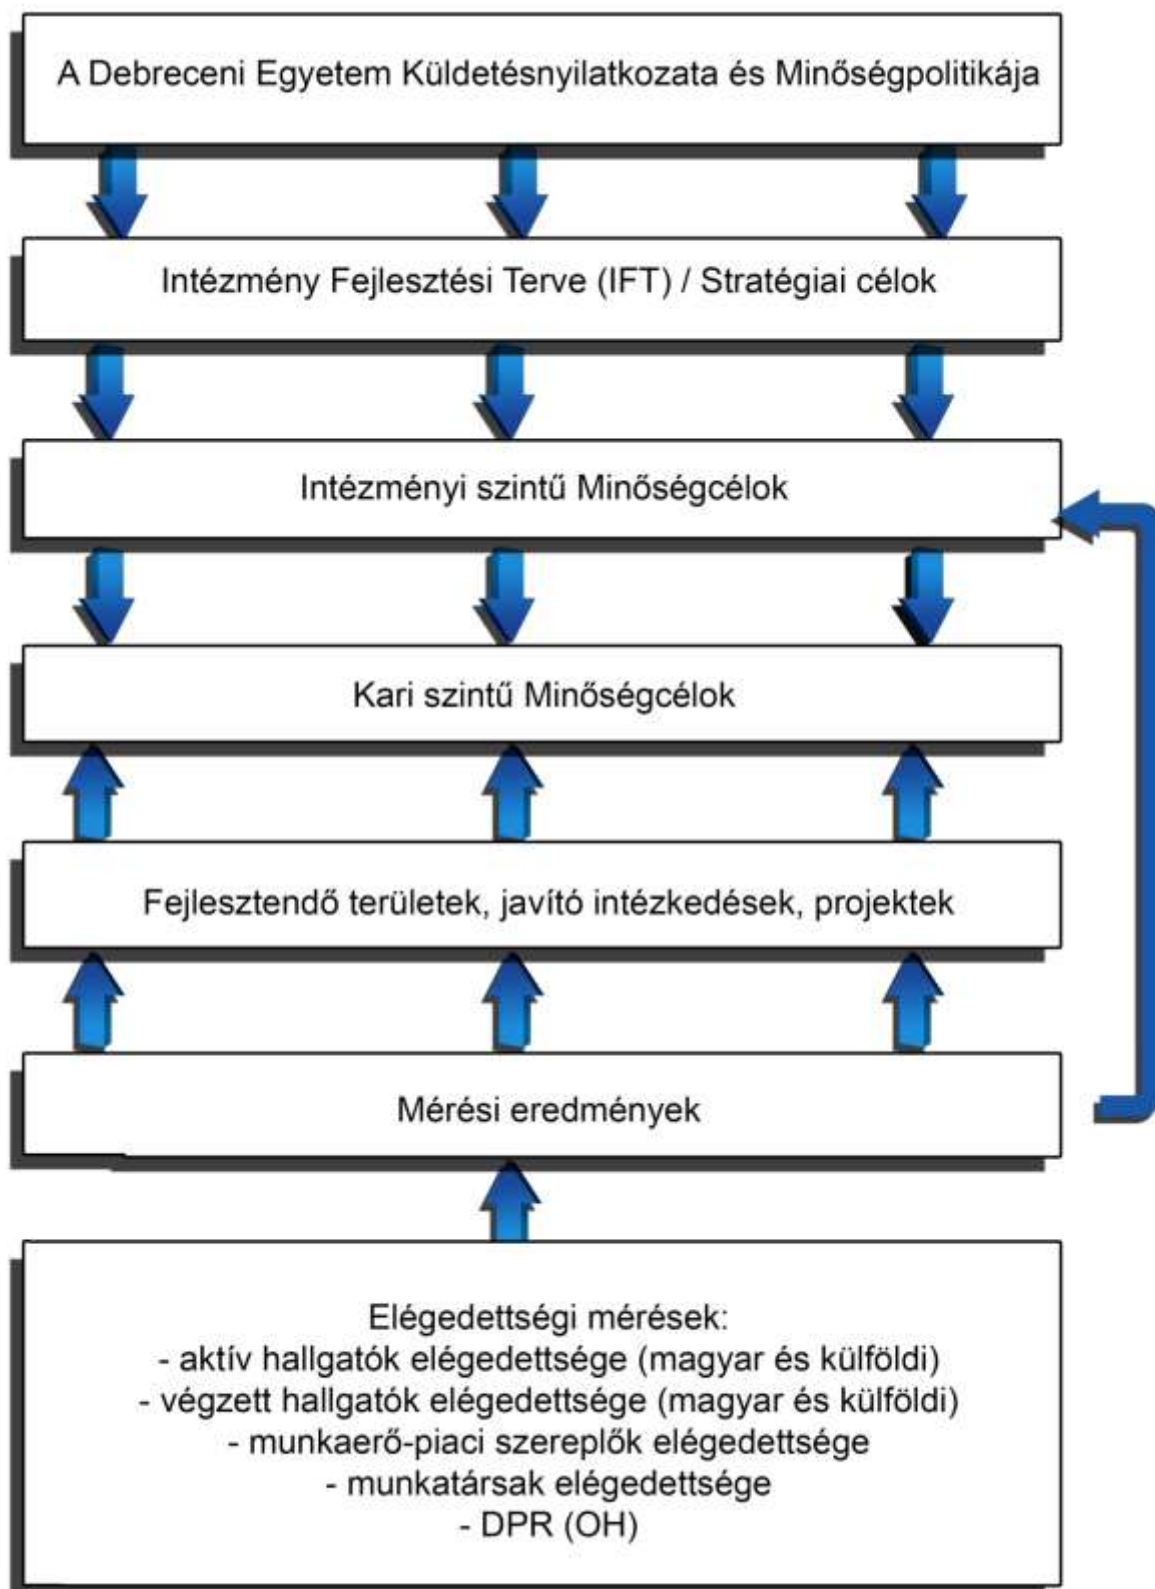 A Debreceni Egyetem Küldetésnyilatkozata és Minőségpolitikája
Intézmény Fejlesztési Terve (IFT) / Stratégiai célok
Intézményi szintű Minőségcélok
Kari szintű Minőségcélok
Fejlesztendő területek, javító intézkedések, projektek
Mérési eredmények
Elégedettségi mérések:
- aktív hallgatók elégedettsége (magyar és külföldi)
- végzett hallgatók elégedettsége (magyar és külföldi)
- munkaerő-piaci szereplők elégedettsége
- munkatársak elégedettsége
- DPR (OH)